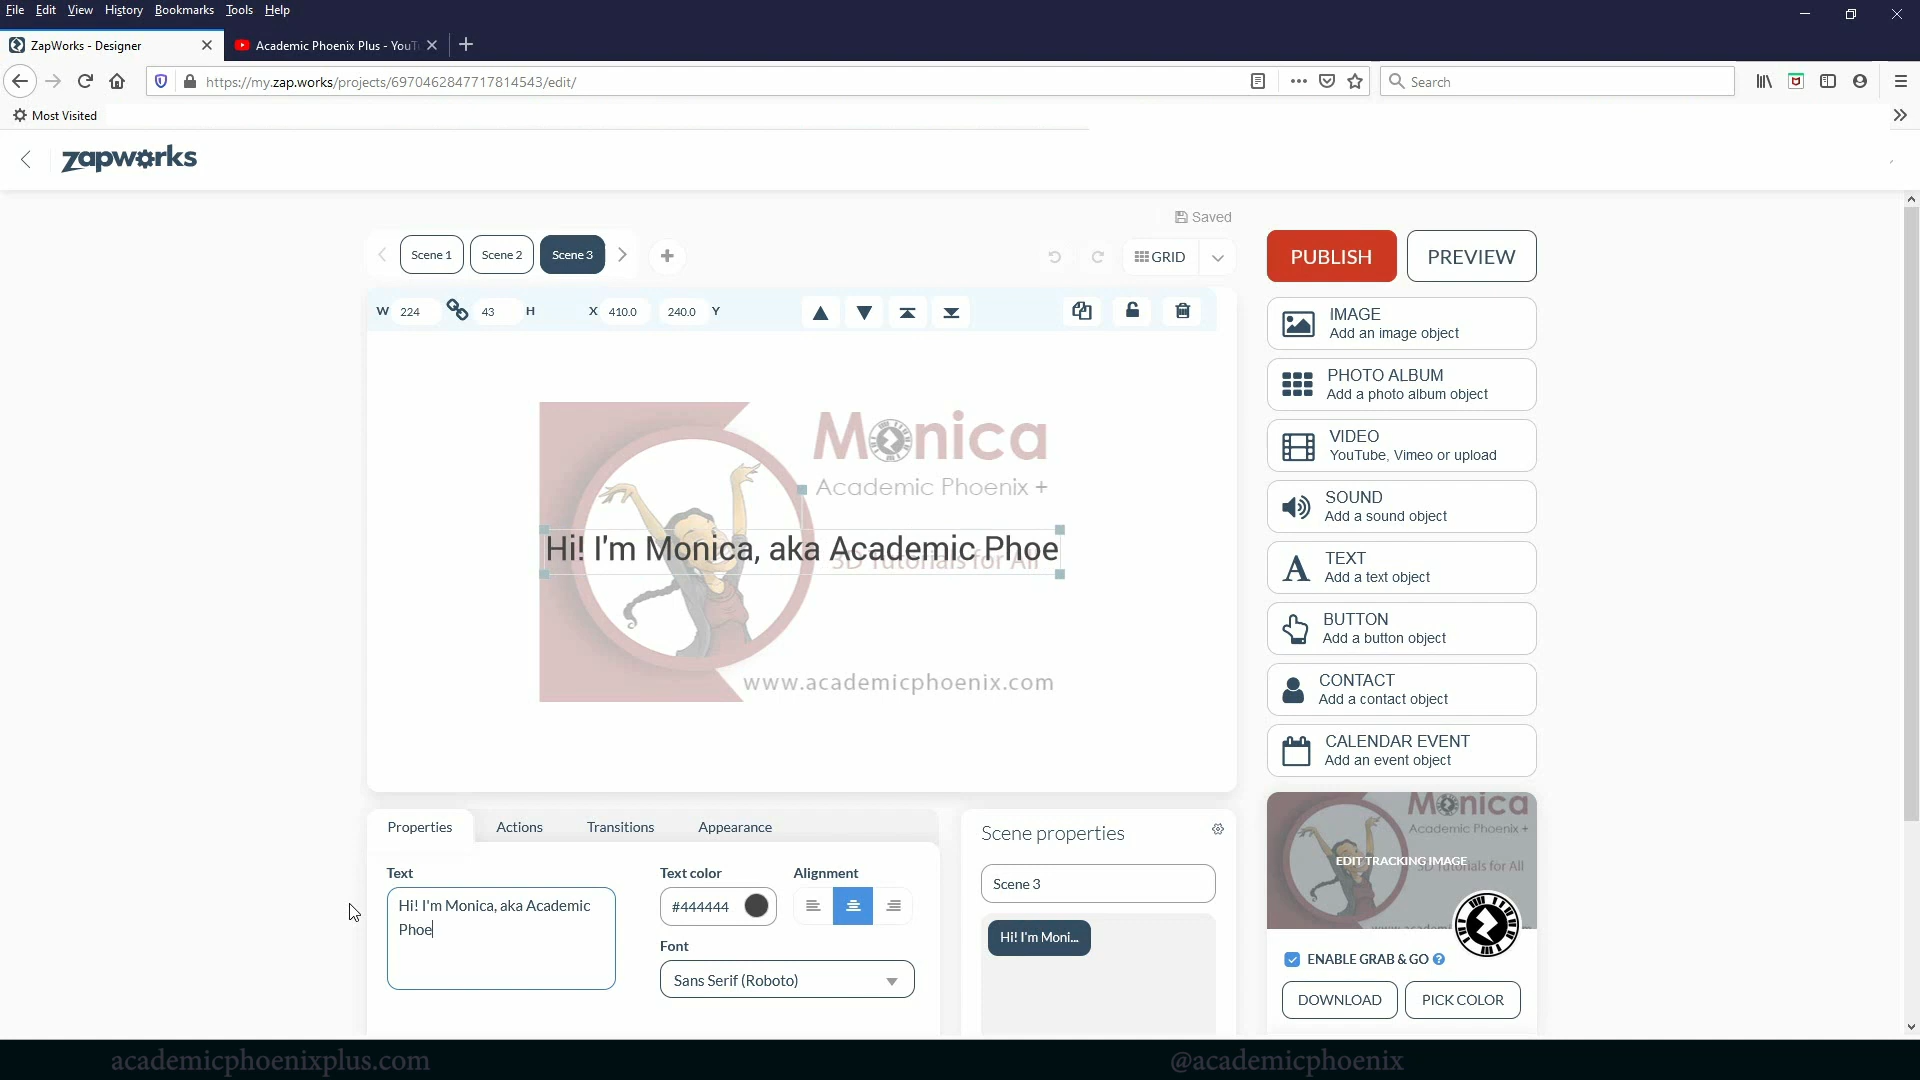 File Edit View History Bookmarks Tools Help
ZapWorks - Designer
Academic Phoenix Plus - YouT
https://my.zap.works/projects/6970462847717814543/edit/
Search
Most Visited
zapworks
Saved
Scene 1
Scene 2
Scene 3
GRID
PUBLISH
PREVIEW
W 224 43 H X 410.0 240.0 Y
IMAGE
Add an image object
PHOTO ALBUM
Add a photo album object
VIDEO
YouTube, Vimeo or upload
SOUND
Add a sound object
TEXT
Add a text object
BUTTON
Add a button object
CONTACT
Add a contact object
CALENDAR EVENT
Add an event object
Monica
Academic Phoenix +
Hi! I'm Monica, aka Academic Phoe
3D Tutorials for All
www.academicphoenix.com
Properties
Actions
Transitions
Appearance
Text
Hi! I'm Monica, aka Academic
Phoe
Text color
#444444
Alignment
Font
Sans Serif (Roboto)
Scene properties
Scene 3
Hi! I'm Moni...
Monica
Academic Phoenix +
EDIT TRACKING IMAGE
3D Tutorials for All
ENABLE GRAB & GO
DOWNLOAD
PICK COLOR
academicphoenixplus.com
@academicphoenix